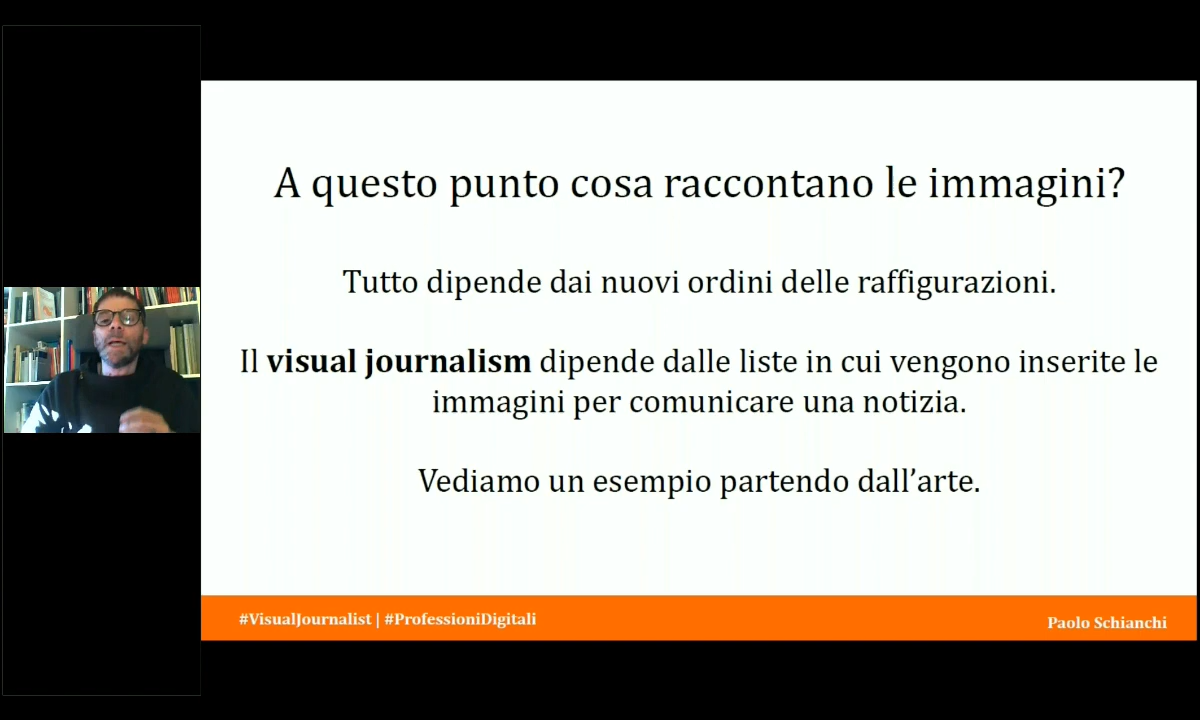 A questo punto cosa raccontano le immagini?
Tutto dipende dai nuovi ordini delle raffigurazioni.
Il visual journalism dipende dalle liste in cui vengono inserite le
immagini per comunicare una notizia.
Vediamo un esempio partendo dall’arte.
#VisualJournalist | #ProfessioniDigitali
Paolo Schianchi